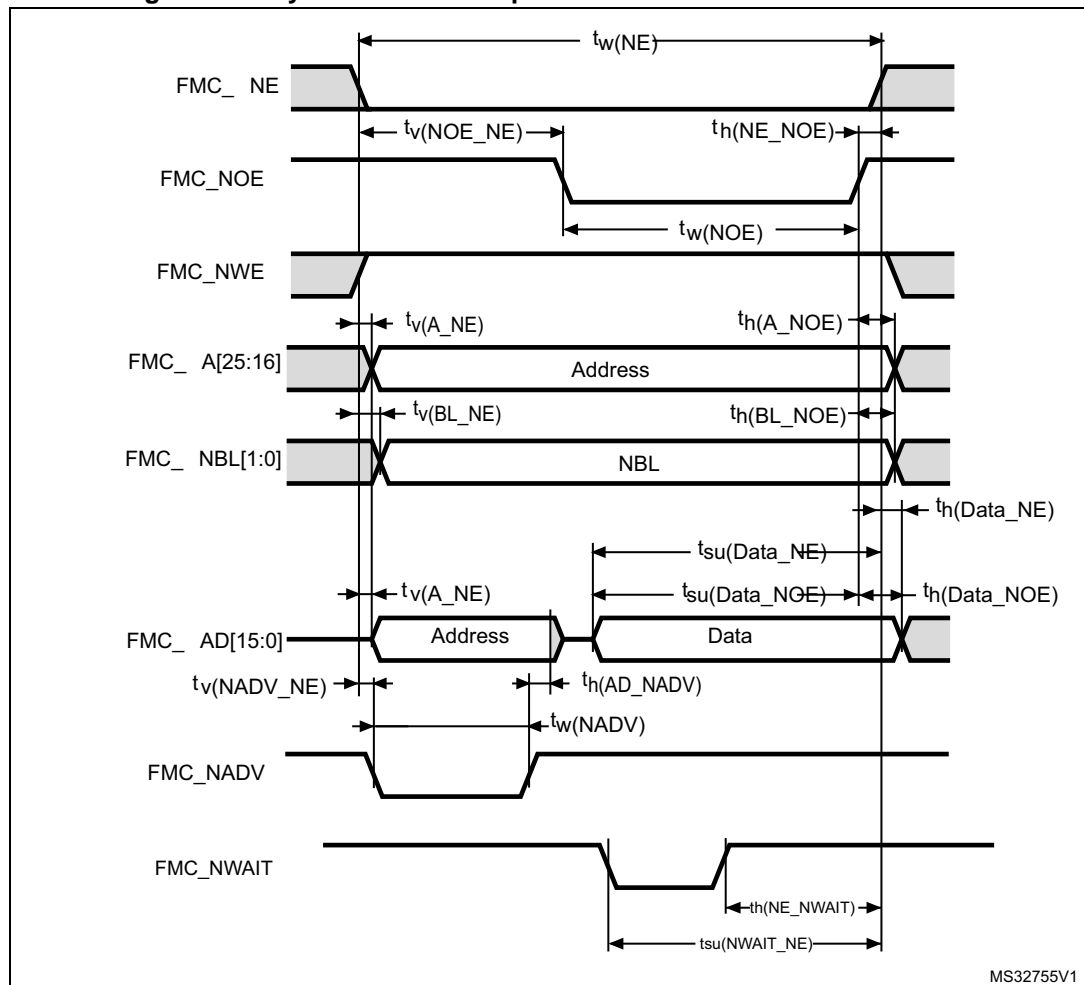 tw(NE)
FMC_ NE
tv(NOE_NE)
th(NE_NOE)
FMC_NOE
tw(NOE)
FMC_NWE
tv(A_NE)
th(A_NOE)
FMC_ A[25:16]
Address
tv(BL_NE)
th(BL_NOE)
FMC_ NBL[1:0]
NBL
th(Data_NE)
tsu(Data_NE)
tv(A_NE)
tsu(Data_NOE)
th(Data_NOE)
FMC_ AD[15:0]
Address
Data
tv(NADV_NE)
th(AD_NADV)
tw(NADV)
FMC_NADV
FMC_NWAIT
th(NE_NWAIT)
tsu(NWAIT_NE)
MS32755V1